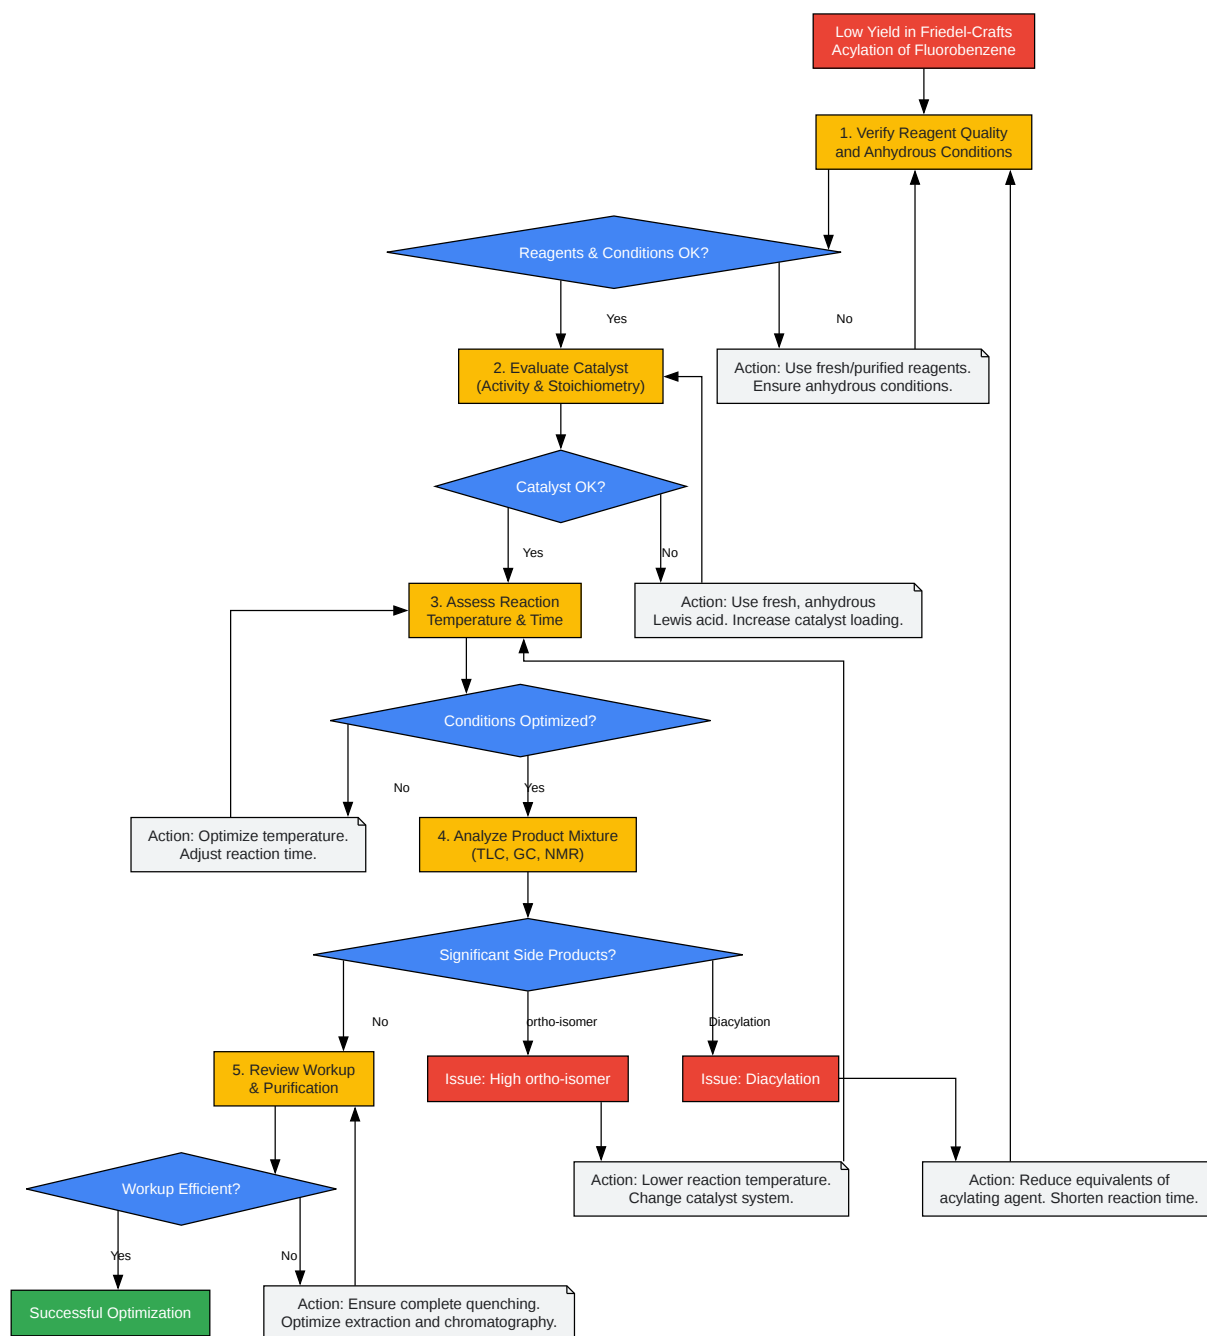 Low Yield in Friedel-Crafts
Acylation of Fluorobenzene
1. Verify Reagent Quality
and Anhydrous Conditions
Reagents & Conditions OK?
Yes
No
2. Evaluate Catalyst
(Activity & Stoichiometry)
Action: Use fresh/purified reagents.
Ensure anhydrous conditions.
Catalyst OK?
Yes
No
3. Assess Reaction
Temperature & Time
Action: Use fresh, anhydrous
Lewis acid. Increase catalyst loading.
Conditions Optimized?
No
Yes
Action: Optimize temperature.
Adjust reaction time.
4. Analyze Product Mixture
(TLC, GC, NMR)
Significant Side Products?
No
ortho-isomer
Diacylation
5. Review Workup
& Purification
Issue: High ortho-isomer
Issue: Diacylation
Workup Efficient?
Action: Lower reaction temperature.
Change catalyst system.
Action: Reduce equivalents of
acylating agent. Shorten reaction time.
Yes
No
Successful Optimization
Action: Ensure complete quenching.
Optimize extraction and chromatography.